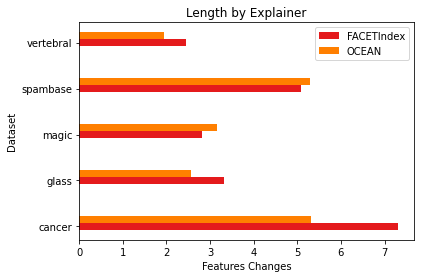 Length by Explainer
FACETIndex
OCEAN
Dataset
vertebral
spambase
magic
glass
cancer
0 1 2 3 4 5 6 7
Features Changes